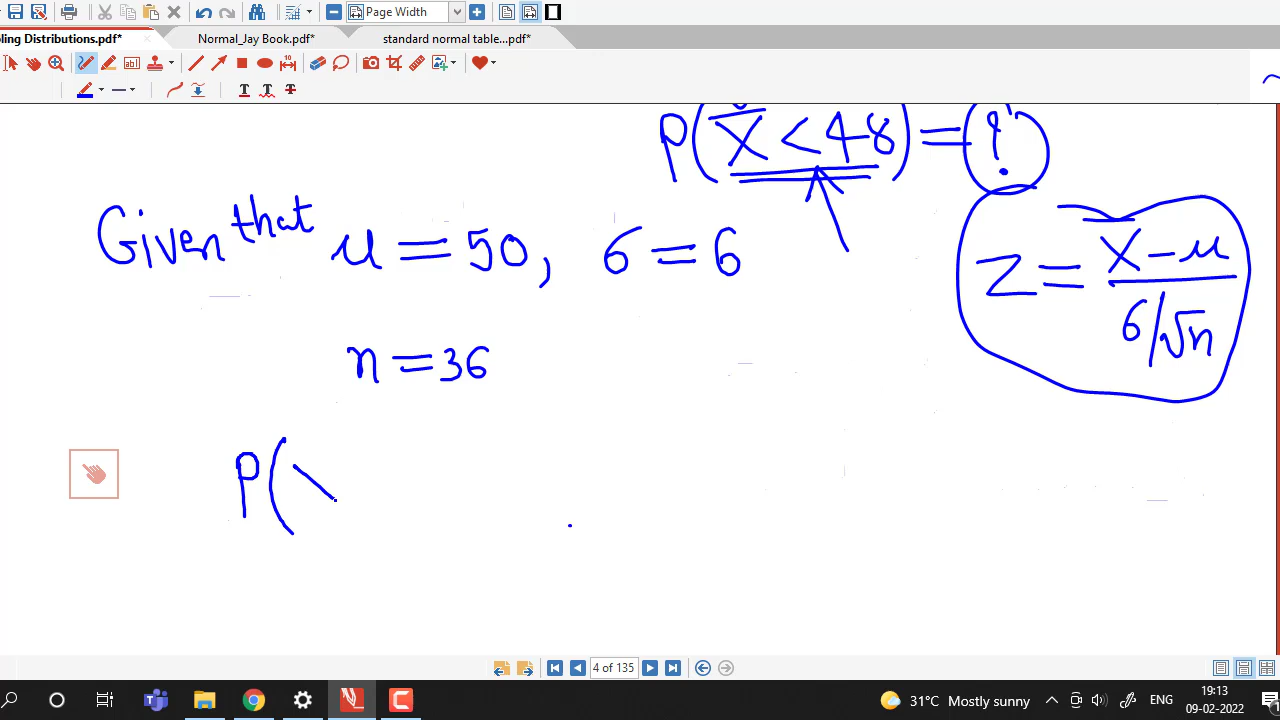 Page Width
ling Distributions.pdf*
Normal_Jay Book.pdf*
standard normal table...pdf*
P(X̅ < 48) = ?
Given that μ = 50, σ = 6
Z = X̅ - μ
σ/√n
n = 36
P(
4 of 135
31°C Mostly sunny
ENG
19:13
09-02-2022